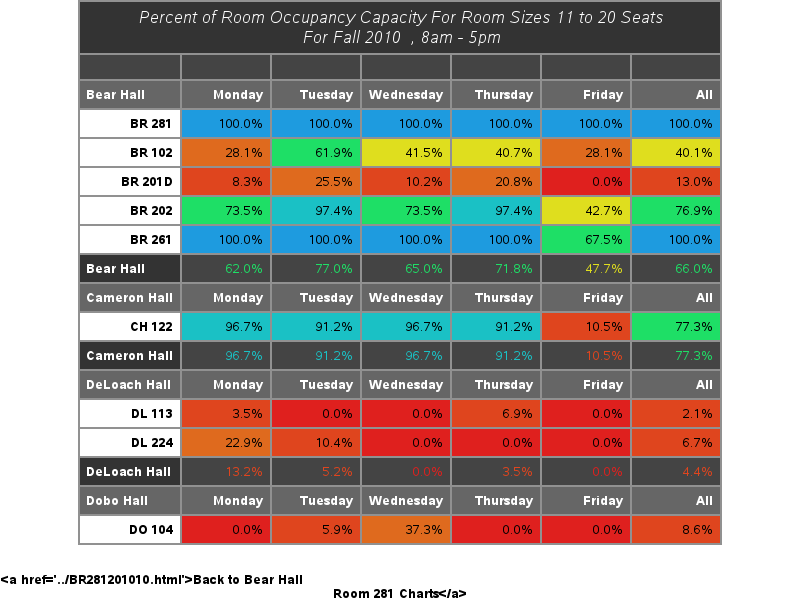 Percent of Room Occupancy Capacity For Room Sizes 11 to 20 Seats
For Fall 2010 , 8am - 5pm
Bear Hall Monday Tuesday Wednesday Thursday Friday All
BR 281 100.0% 100.0% 100.0% 100.0% 100.0% 100.0%
BR 102 28.1% 61.9% 41.5% 40.7% 28.1% 40.1%
BR 201D 8.3% 25.5% 10.2% 20.8% 0.0% 13.0%
BR 202 73.5% 97.4% 73.5% 97.4% 42.7% 76.9%
BR 261 100.0% 100.0% 100.0% 100.0% 67.5% 100.0%
Bear Hall 62.0% 77.0% 65.0% 71.8% 47.7% 66.0%
Cameron Hall Monday Tuesday Wednesday Thursday Friday All
CH 122 96.7% 91.2% 96.7% 91.2% 10.5% 77.3%
Cameron Hall 96.7% 91.2% 96.7% 91.2% 10.5% 77.3%
DeLoach Hall Monday Tuesday Wednesday Thursday Friday All
DL 113 3.5% 0.0% 0.0% 6.9% 0.0% 2.1%
DL 224 22.9% 10.4% 0.0% 0.0% 0.0% 6.7%
DeLoach Hall 13.2% 5.2% 0.0% 3.5% 0.0% 4.4%
Dobo Hall Monday Tuesday Wednesday Thursday Friday All
DO 104 0.0% 5.9% 37.3% 0.0% 0.0% 8.6%
<a href='../BR281201010.html'>Back to Bear Hall
Room 281 Charts</a>